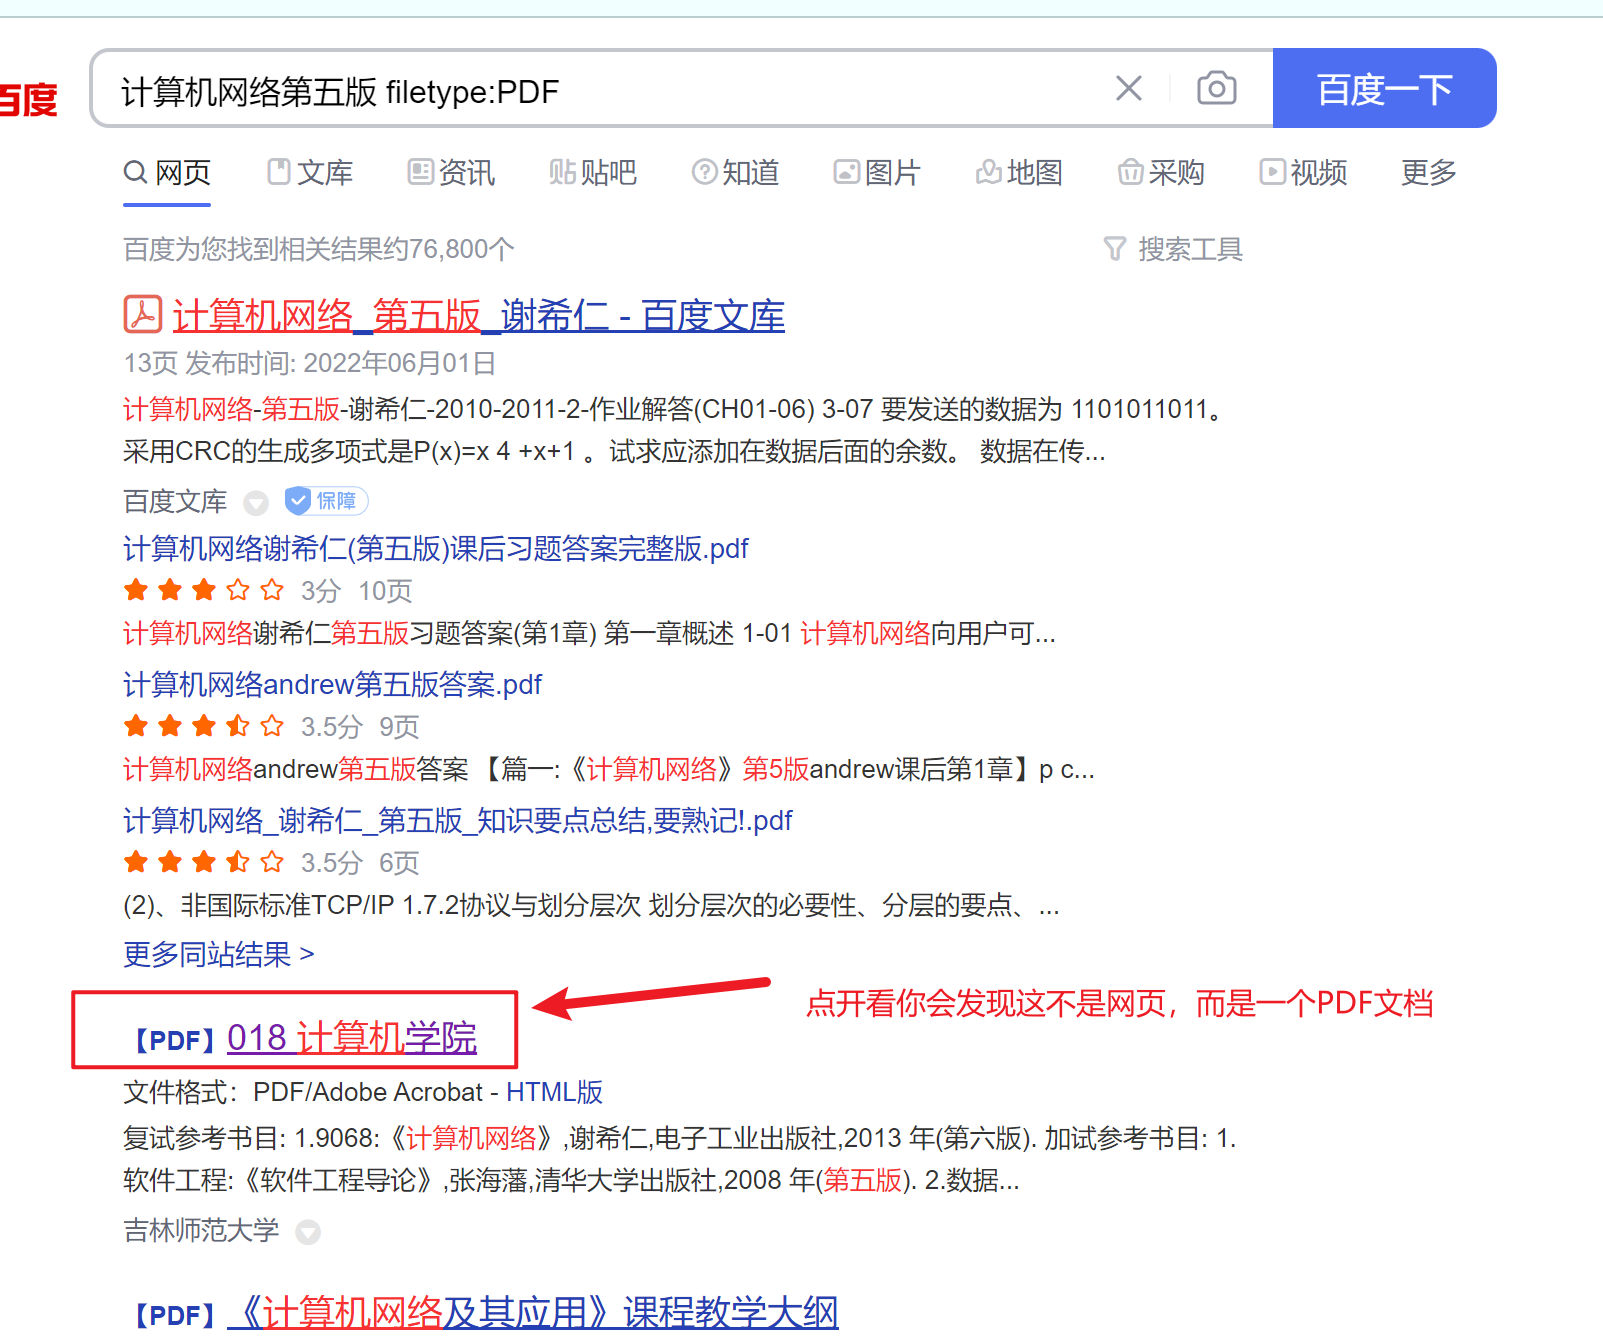 百度
计算机网络第五版 filetype:PDF
百度一下
网页 文库 资讯 贴 贴吧 知道 图片 地图 采购 视频 更多
百度为您找到相关结果约76,800个 搜索工具
计算机网络_第五版_谢希仁 - 百度文库
13页 发布时间: 2022年06月01日
计算机网络-第五版-谢希仁-2010-2011-2-作业解答(CH01-06) 3-07 要发送的数据为 1101011011。
采用CRC的生成多项式是P(x)=x 4 +x+1 。试求应添加在数据后面的余数。 数据在传...
百度文库 保障
计算机网络谢希仁(第五版)课后习题答案完整版.pdf
3分 10页
计算机网络谢希仁第五版习题答案(第1章) 第一章概述 1-01 计算机网络向用户可...
计算机网络andrew第五版答案.pdf
3.5分 9页
计算机网络andrew第五版答案 【篇一:《计算机网络》第5版andrew课后第1章】p c...
计算机网络_谢希仁_第五版_知识要点总结,要熟记!.pdf
3.5分 6页
(2)、非国际标准TCP/IP 1.7.2协议与划分层次 划分层次的必要性、分层的要点、 ...
更多同站结果 >
点开看你会发现这不是网页，而是一个PDF文档
【PDF】018 计算机学院
文件格式：PDF/Adobe Acrobat - HTML版
复试参考书目: 1.9068:《计算机网络》,谢希仁,电子工业出版社,2013 年(第六版). 加试参考书目: 1.
软件工程:《软件工程导论》,张海藩,清华大学出版社,2008 年(第五版). 2.数据...
吉林师范大学
【PDF】《计算机网络及其应用》课程教学大纲